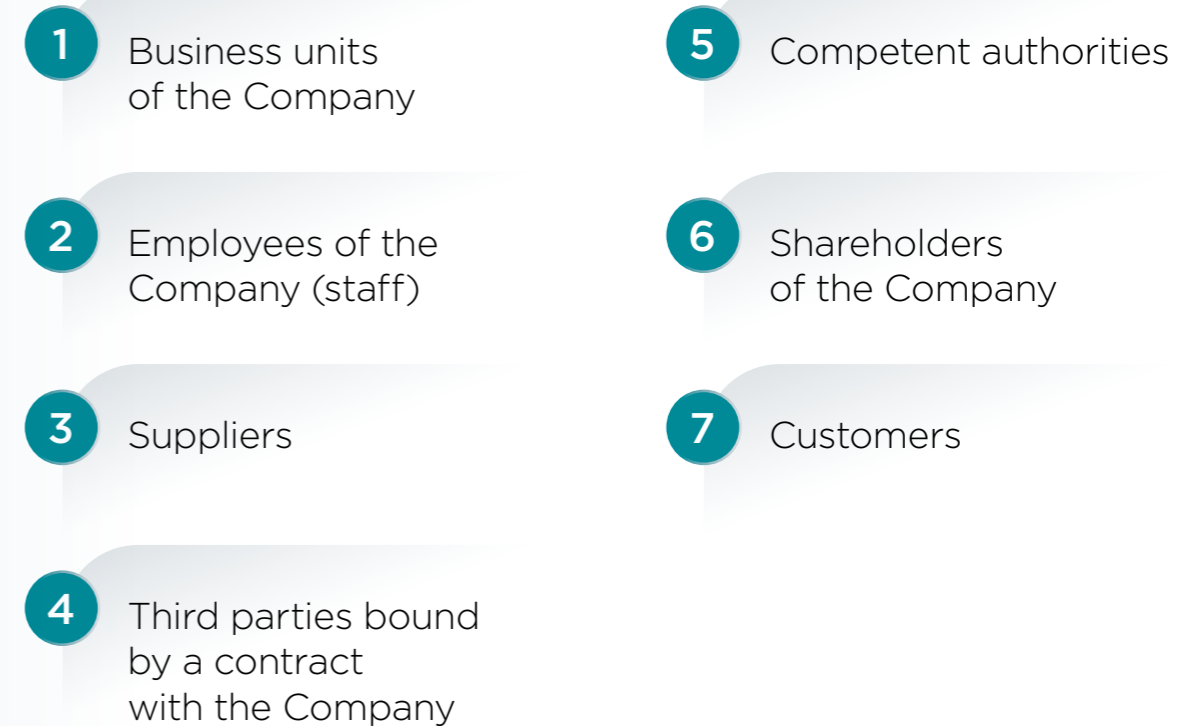 1
Business units
of the Company
2
Employees of the
Company (staff)
3
Suppliers
4
Third parties bound
by a contract
with the Company
5
Competent authorities
6
Shareholders
of the Company
7
Customers